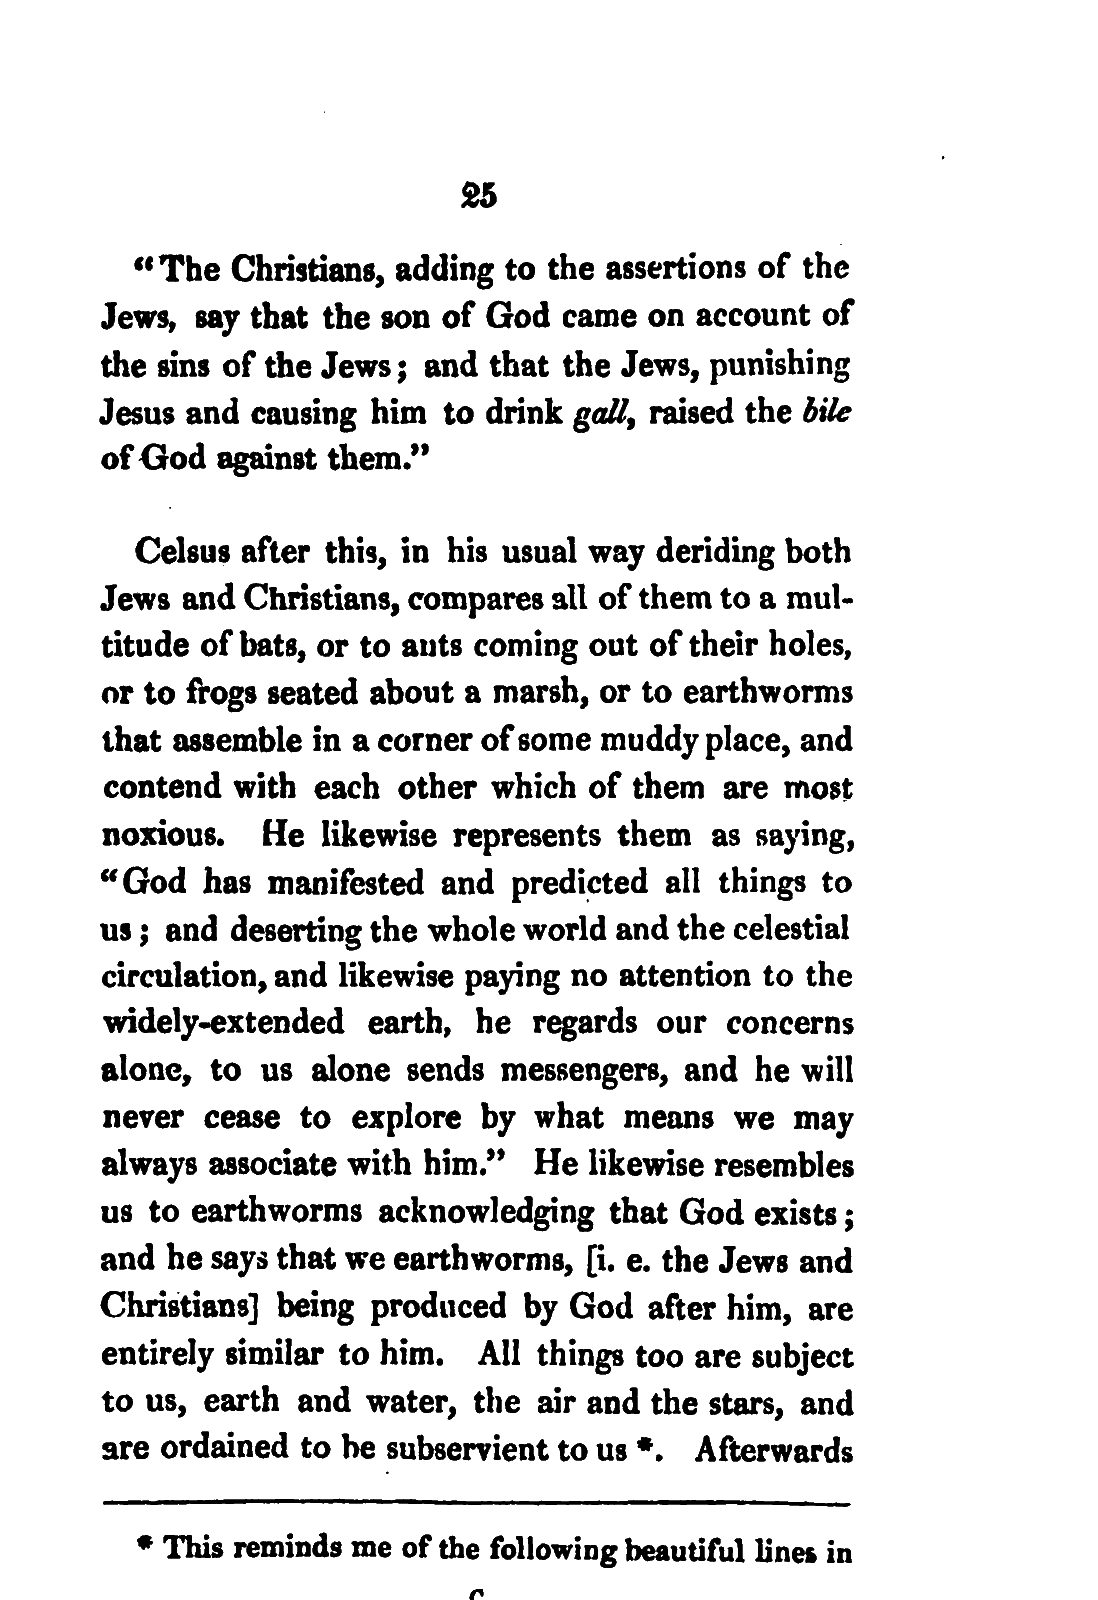 25
“The Christians, adding to the assertions of the
Jews, say that the son of God came on account of
the sins of the Jews; and that the Jews, punishing
Jesus and causing him to drink gall, raised the bile
of God against them.”
Celsus after this, in his usual way deriding both
Jews and Christians, compares all of them to a mul-
titude of bats, or to ants coming out of their holes,
or to frogs seated about a marsh, or to earthworms
that assemble in a corner of some muddy place, and
contend with each other which of them are most
noxious. He likewise represents them as saying,
“God has manifested and predicted all things to
us; and deserting the whole world and the celestial
circulation, and likewise paying no attention to the
widely-extended earth, he regards our concerns
alone, to us alone sends messengers, and he will
never cease to explore by what means we may
always associate with him.” He likewise resembles
us to earthworms acknowledging that God exists;
and he says that we earthworms, [i. e. the Jews and
Christians] being produced by God after him, are
entirely similar to him. All things too are subject
to us, earth and water, the air and the stars, and
are ordained to be subservient to us *. Afterwards
* This reminds me of the following beautiful lines in